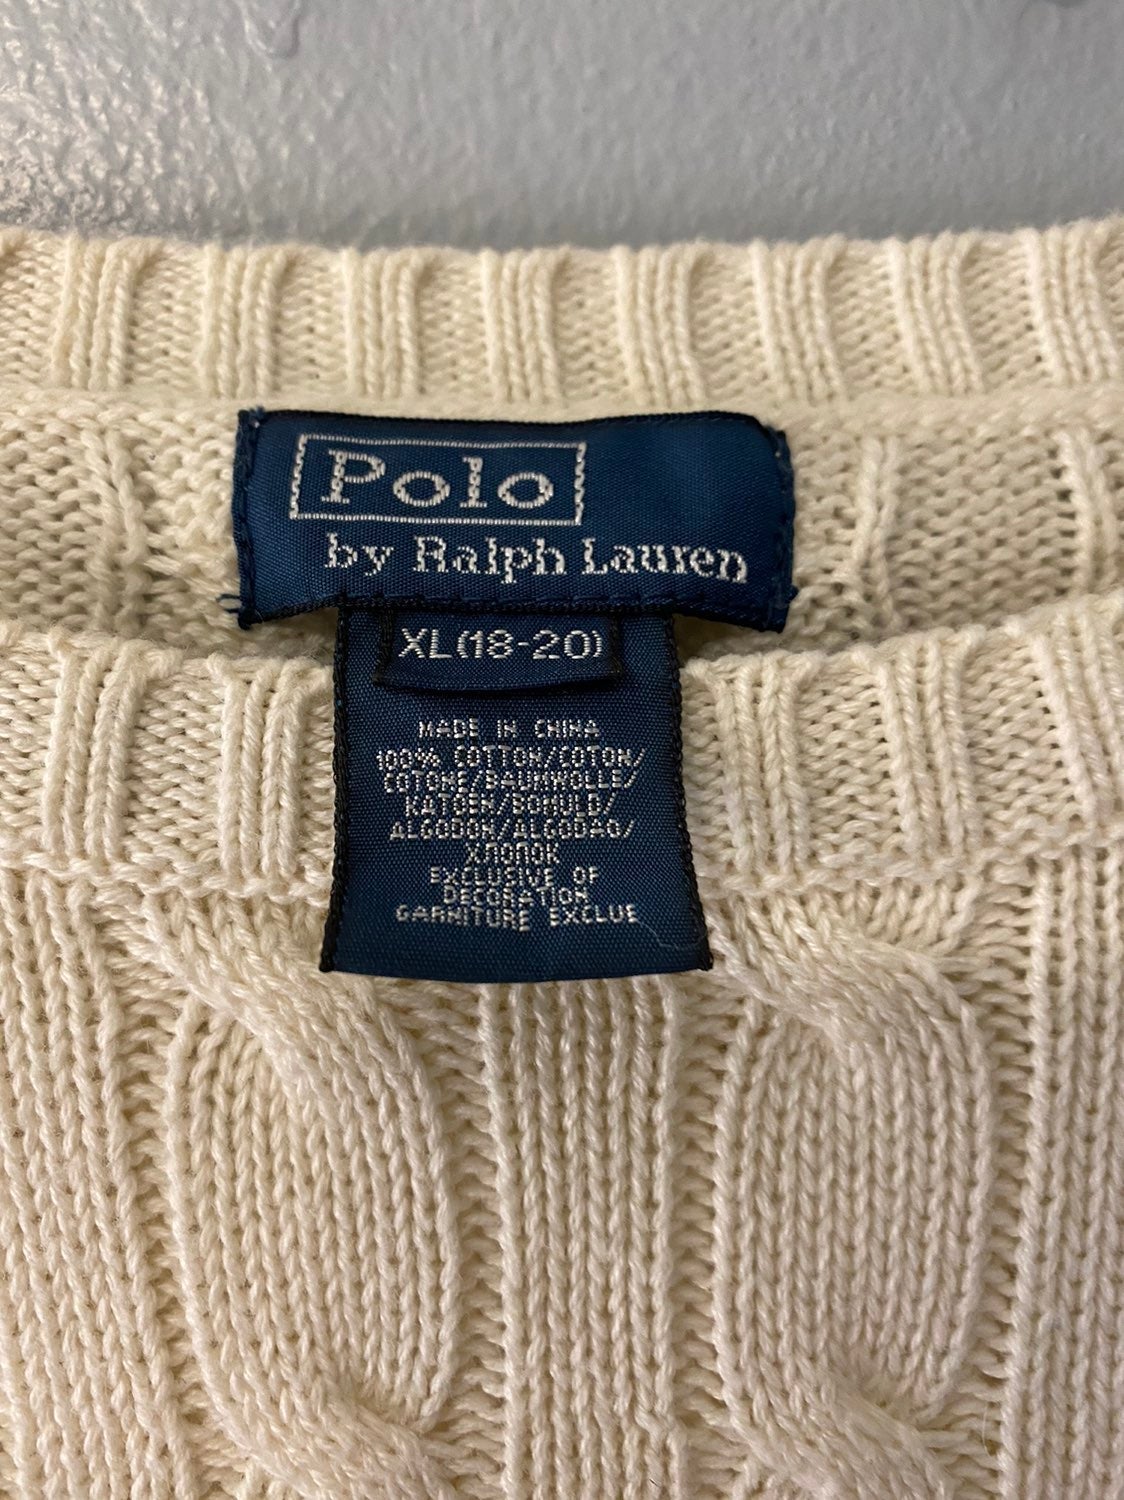 Polo
by Ralph Lauren
XL(18-20)
MADE IN CHINA
100% COTTON/COTON/
COTONE/BAUMWOLLE/
KATOEN/BOMULD/
ALGODON/ALGODAO/
ХЛОПОК
EXCLUSIVE OF
DECORATION
GARNITURE EXCLUE